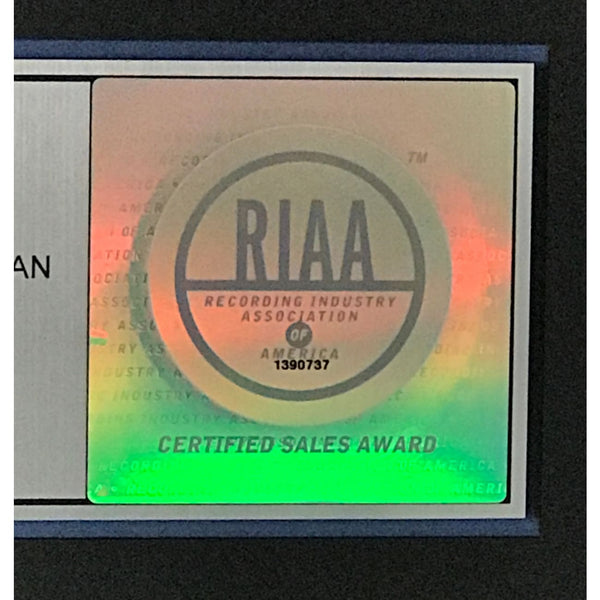 AN
TM
RIAA
RECORDING INDUSTRY
ASSOCIATION
OF
AMERICA
1390737
CERTIFIED SALES AWARD